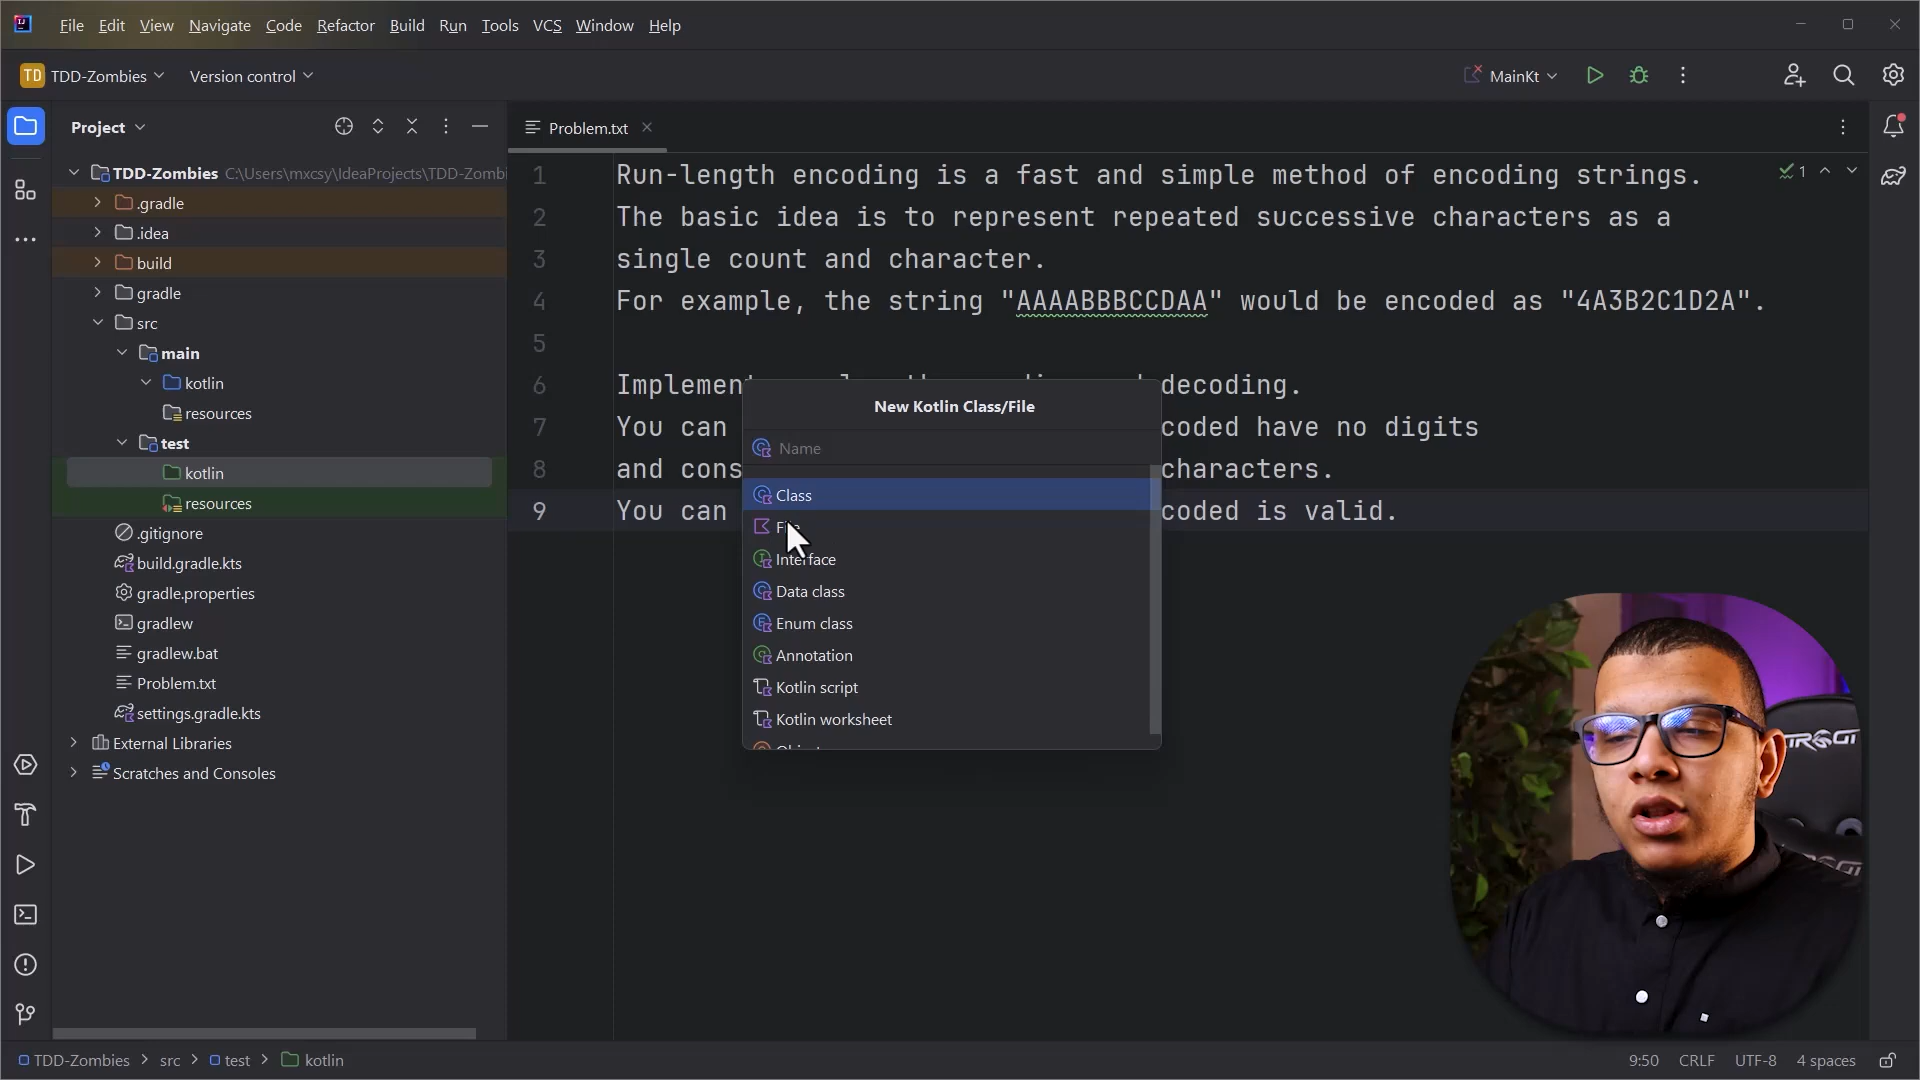 File Edit View Navigate Code Refactor Build Run Tools VCS Window Help
TD TDD-Zombies Version control MainKt
Project
Problem.txt
TDD-Zombies C:\Users\mxcsy\IdeaProjects\TDD-Zombi
.gradle
.idea
build
gradle
src
main
kotlin
resources
test
kotlin
resources
.gitignore
build.gradle.kts
gradle.properties
gradlew
gradlew.bat
Problem.txt
settings.gradle.kts
External Libraries
Scratches and Consoles
1 Run-length encoding is a fast and simple method of encoding strings.
2 The basic idea is to represent repeated successive characters as a
3 single count and character.
4 For example, the string "AAAABBBCCDAA" would be encoded as "4A3B2C1D2A".
5
6 Implement decoding.
7 You can coded have no digits
8 and cons characters.
9 You can coded is valid.
1
New Kotlin Class/File
Name
Class
Interface
Data class
Enum class
Annotation
Kotlin script
Kotlin worksheet
TDD-Zombies > src > test > kotlin
9:50 CRLF UTF-8 4 spaces